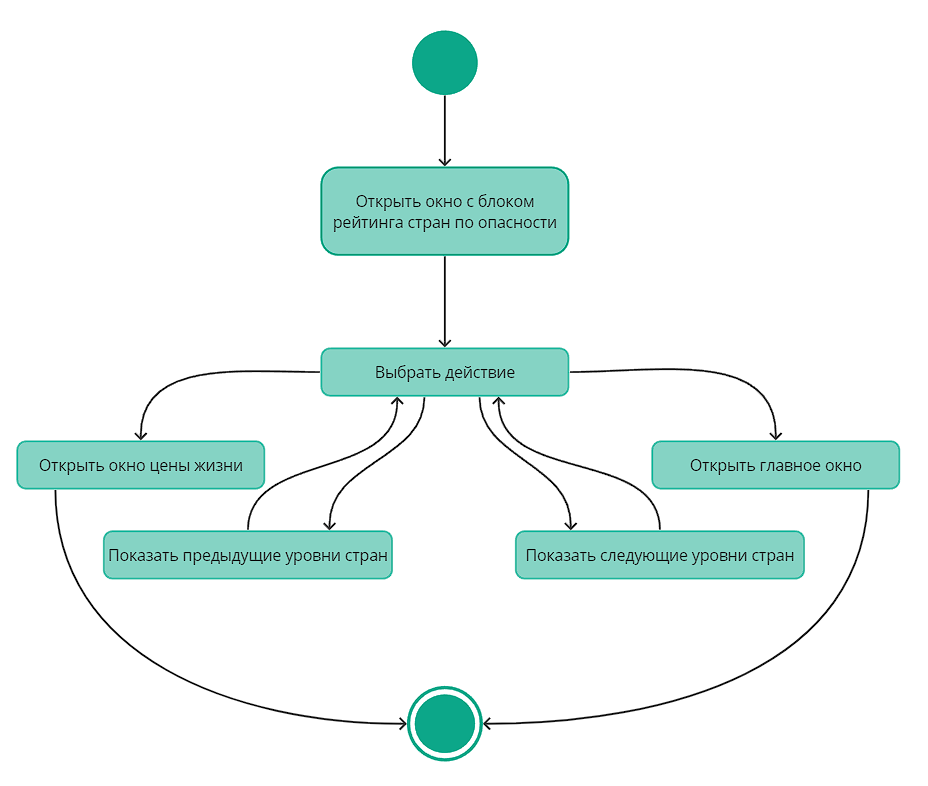 Открыть окно с блоком
рейтинга стран по опасности
Выбрать действие
Открыть окно цены жизни
Открыть главное окно
Показать предыдущие уровни стран
Показать следующие уровни стран